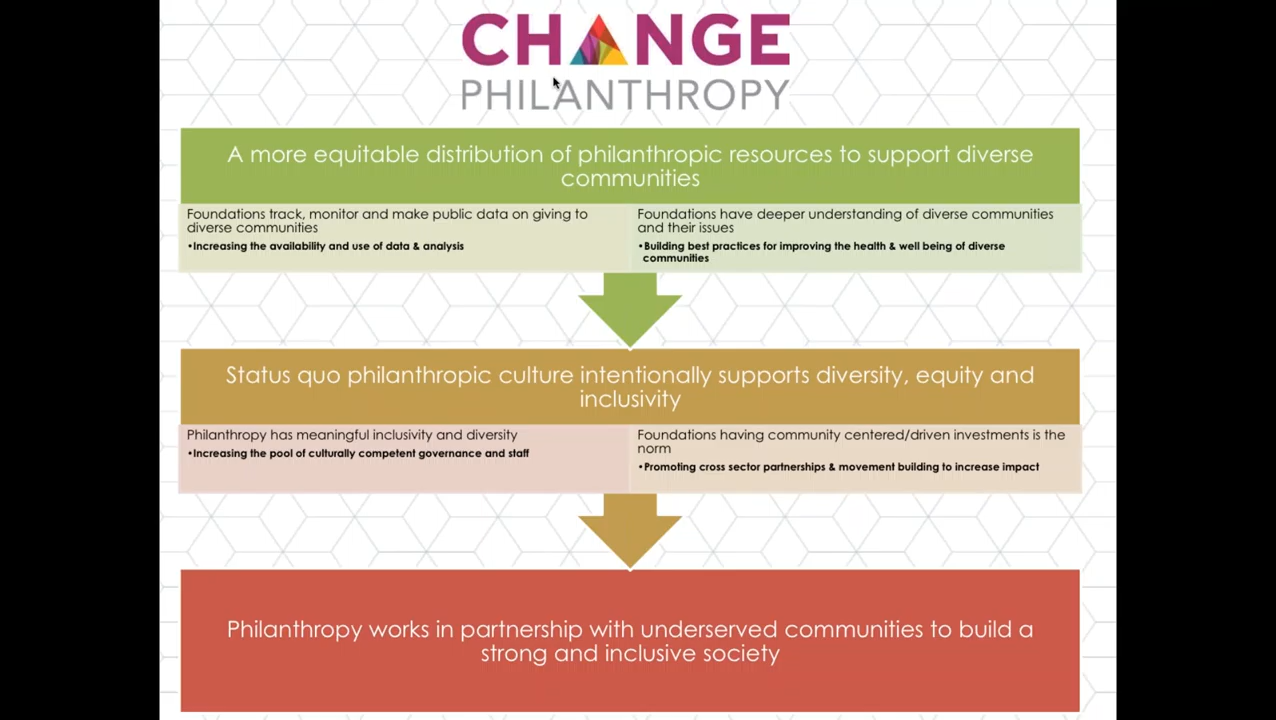 CHANGE
PHILANTHROPY
A more equitable distribution of philanthropic resources to support diverse
communities
Foundations track, monitor and make public data on giving to
diverse communities
•Increasing the availability and use of data & analysis
Foundations have deeper understanding of diverse communities
and their issues
•Building best practices for improving the health & well being of diverse
communities
Status quo philanthropic culture intentionally supports diversity, equity and
inclusivity
Philanthropy has meaningful inclusivity and diversity
•Increasing the pool of culturally competent governance and staff
Foundations having community centered/driven investments is the
norm
•Promoting cross sector partnerships & movement building to increase impact
Philanthropy works in partnership with underserved communities to build a
strong and inclusive society